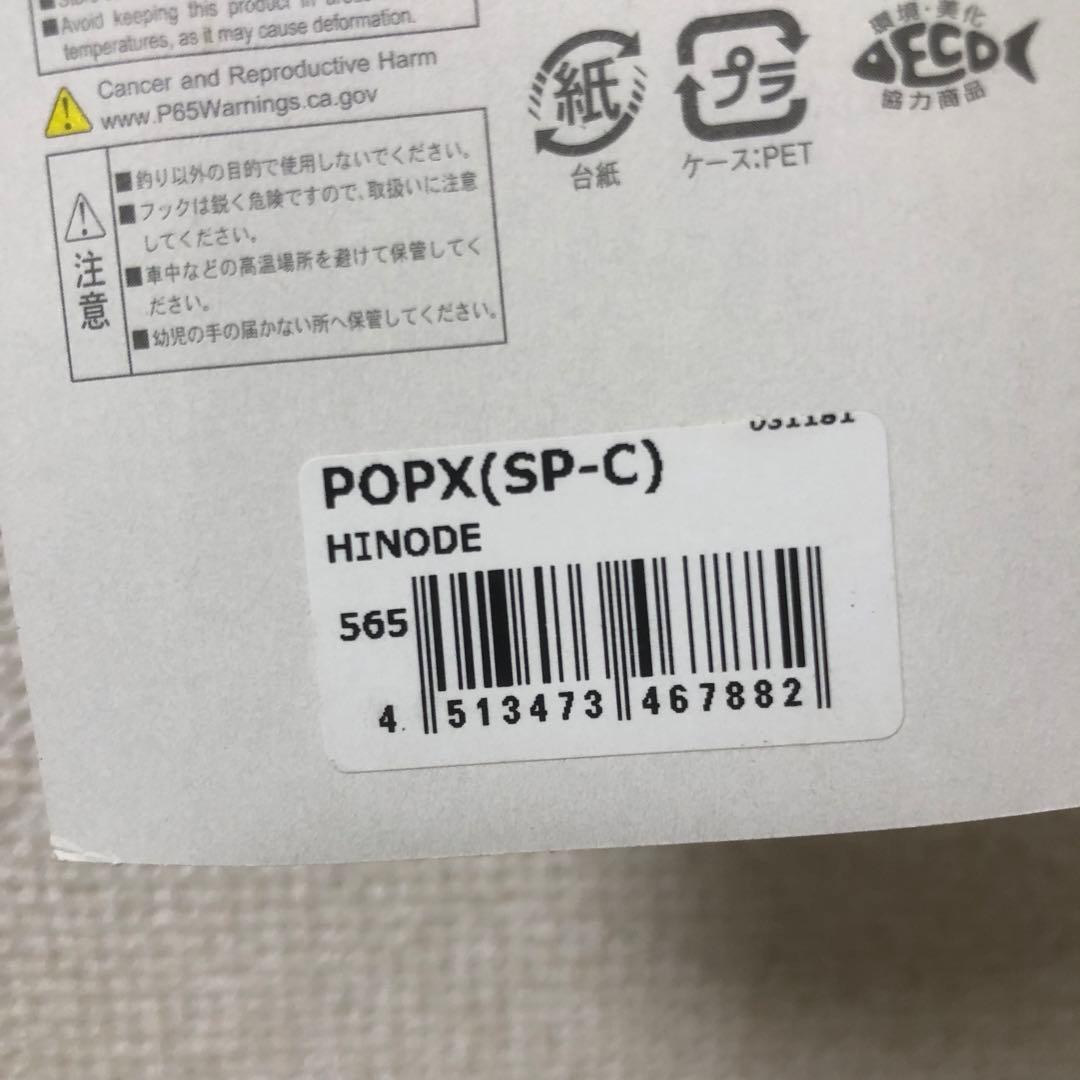 ■Avoid keeping this product in areas
temperatures, as it may cause deformation.
Cancer and Reproductive Harm
www.P65Warnings.ca.gov
注意
■釣り以外の目的で使用しないでください。
■フックは鋭く危険ですので、取扱いに注意
してください。
■車中などの高温場所を避けて保管してく
ださい。
■幼児の手の届かない所へ保管してください。
紙
台紙
プラ
ケース:PET
環境・美化
ECO
協力商品
031181
POPX(SP-C)
HINODE
565
4 513473 467882